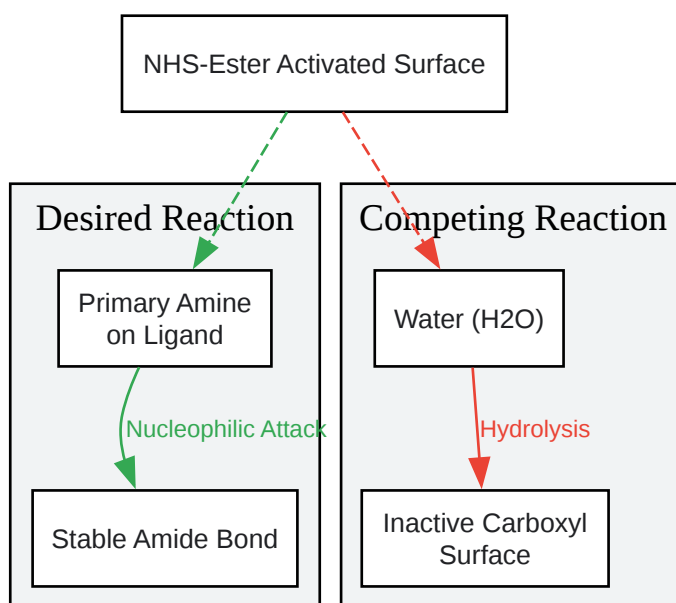 NHS-Ester Activated Surface
Desired Reaction
Primary Amine
on Ligand
Nucleophilic Attack
Stable Amide Bond
Competing Reaction
Water (H2O)
Hydrolysis
Inactive Carboxyl
Surface